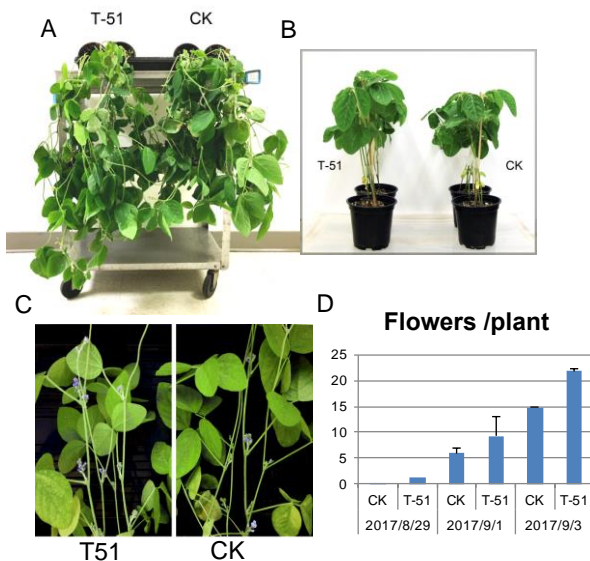 A
T-51
CK
B
T-51
CK
C
T51
CK
D
Flowers /plant
25
20
15
10
5
0
CK
T-51
CK
T-51
CK
T-51
2017/8/29
2017/9/1
2017/9/3